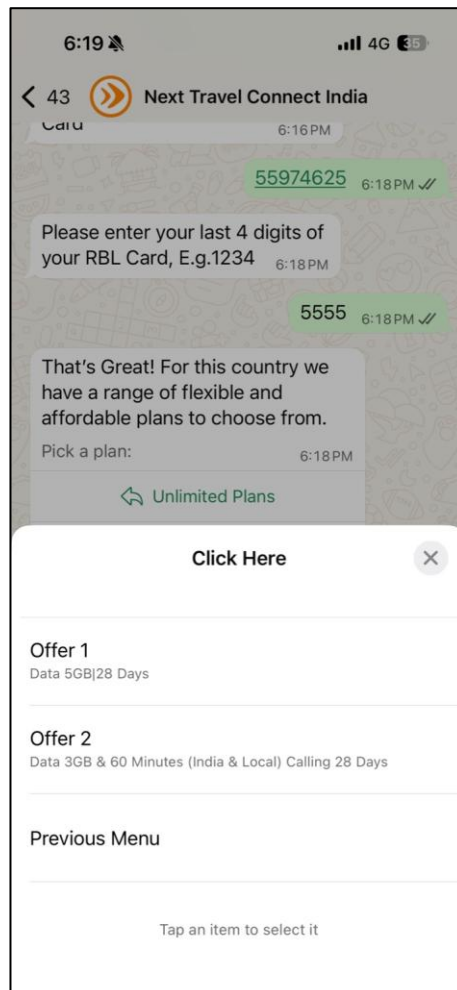 6:19
4G 35
43 Next Travel Connect India
Card
6:16 PM
55974625 6:18 PM
Please enter your last 4 digits of
your RBL Card, E.g.1234 6:18 PM
5555 6:18 PM
That's Great! For this country we
have a range of flexible and
affordable plans to choose from.
Pick a plan: 6:18 PM
Unlimited Plans
Click Here
Offer 1
Data 5GB|28 Days
Offer 2
Data 3GB & 60 Minutes (India & Local) Calling 28 Days
Previous Menu
Tap an item to select it